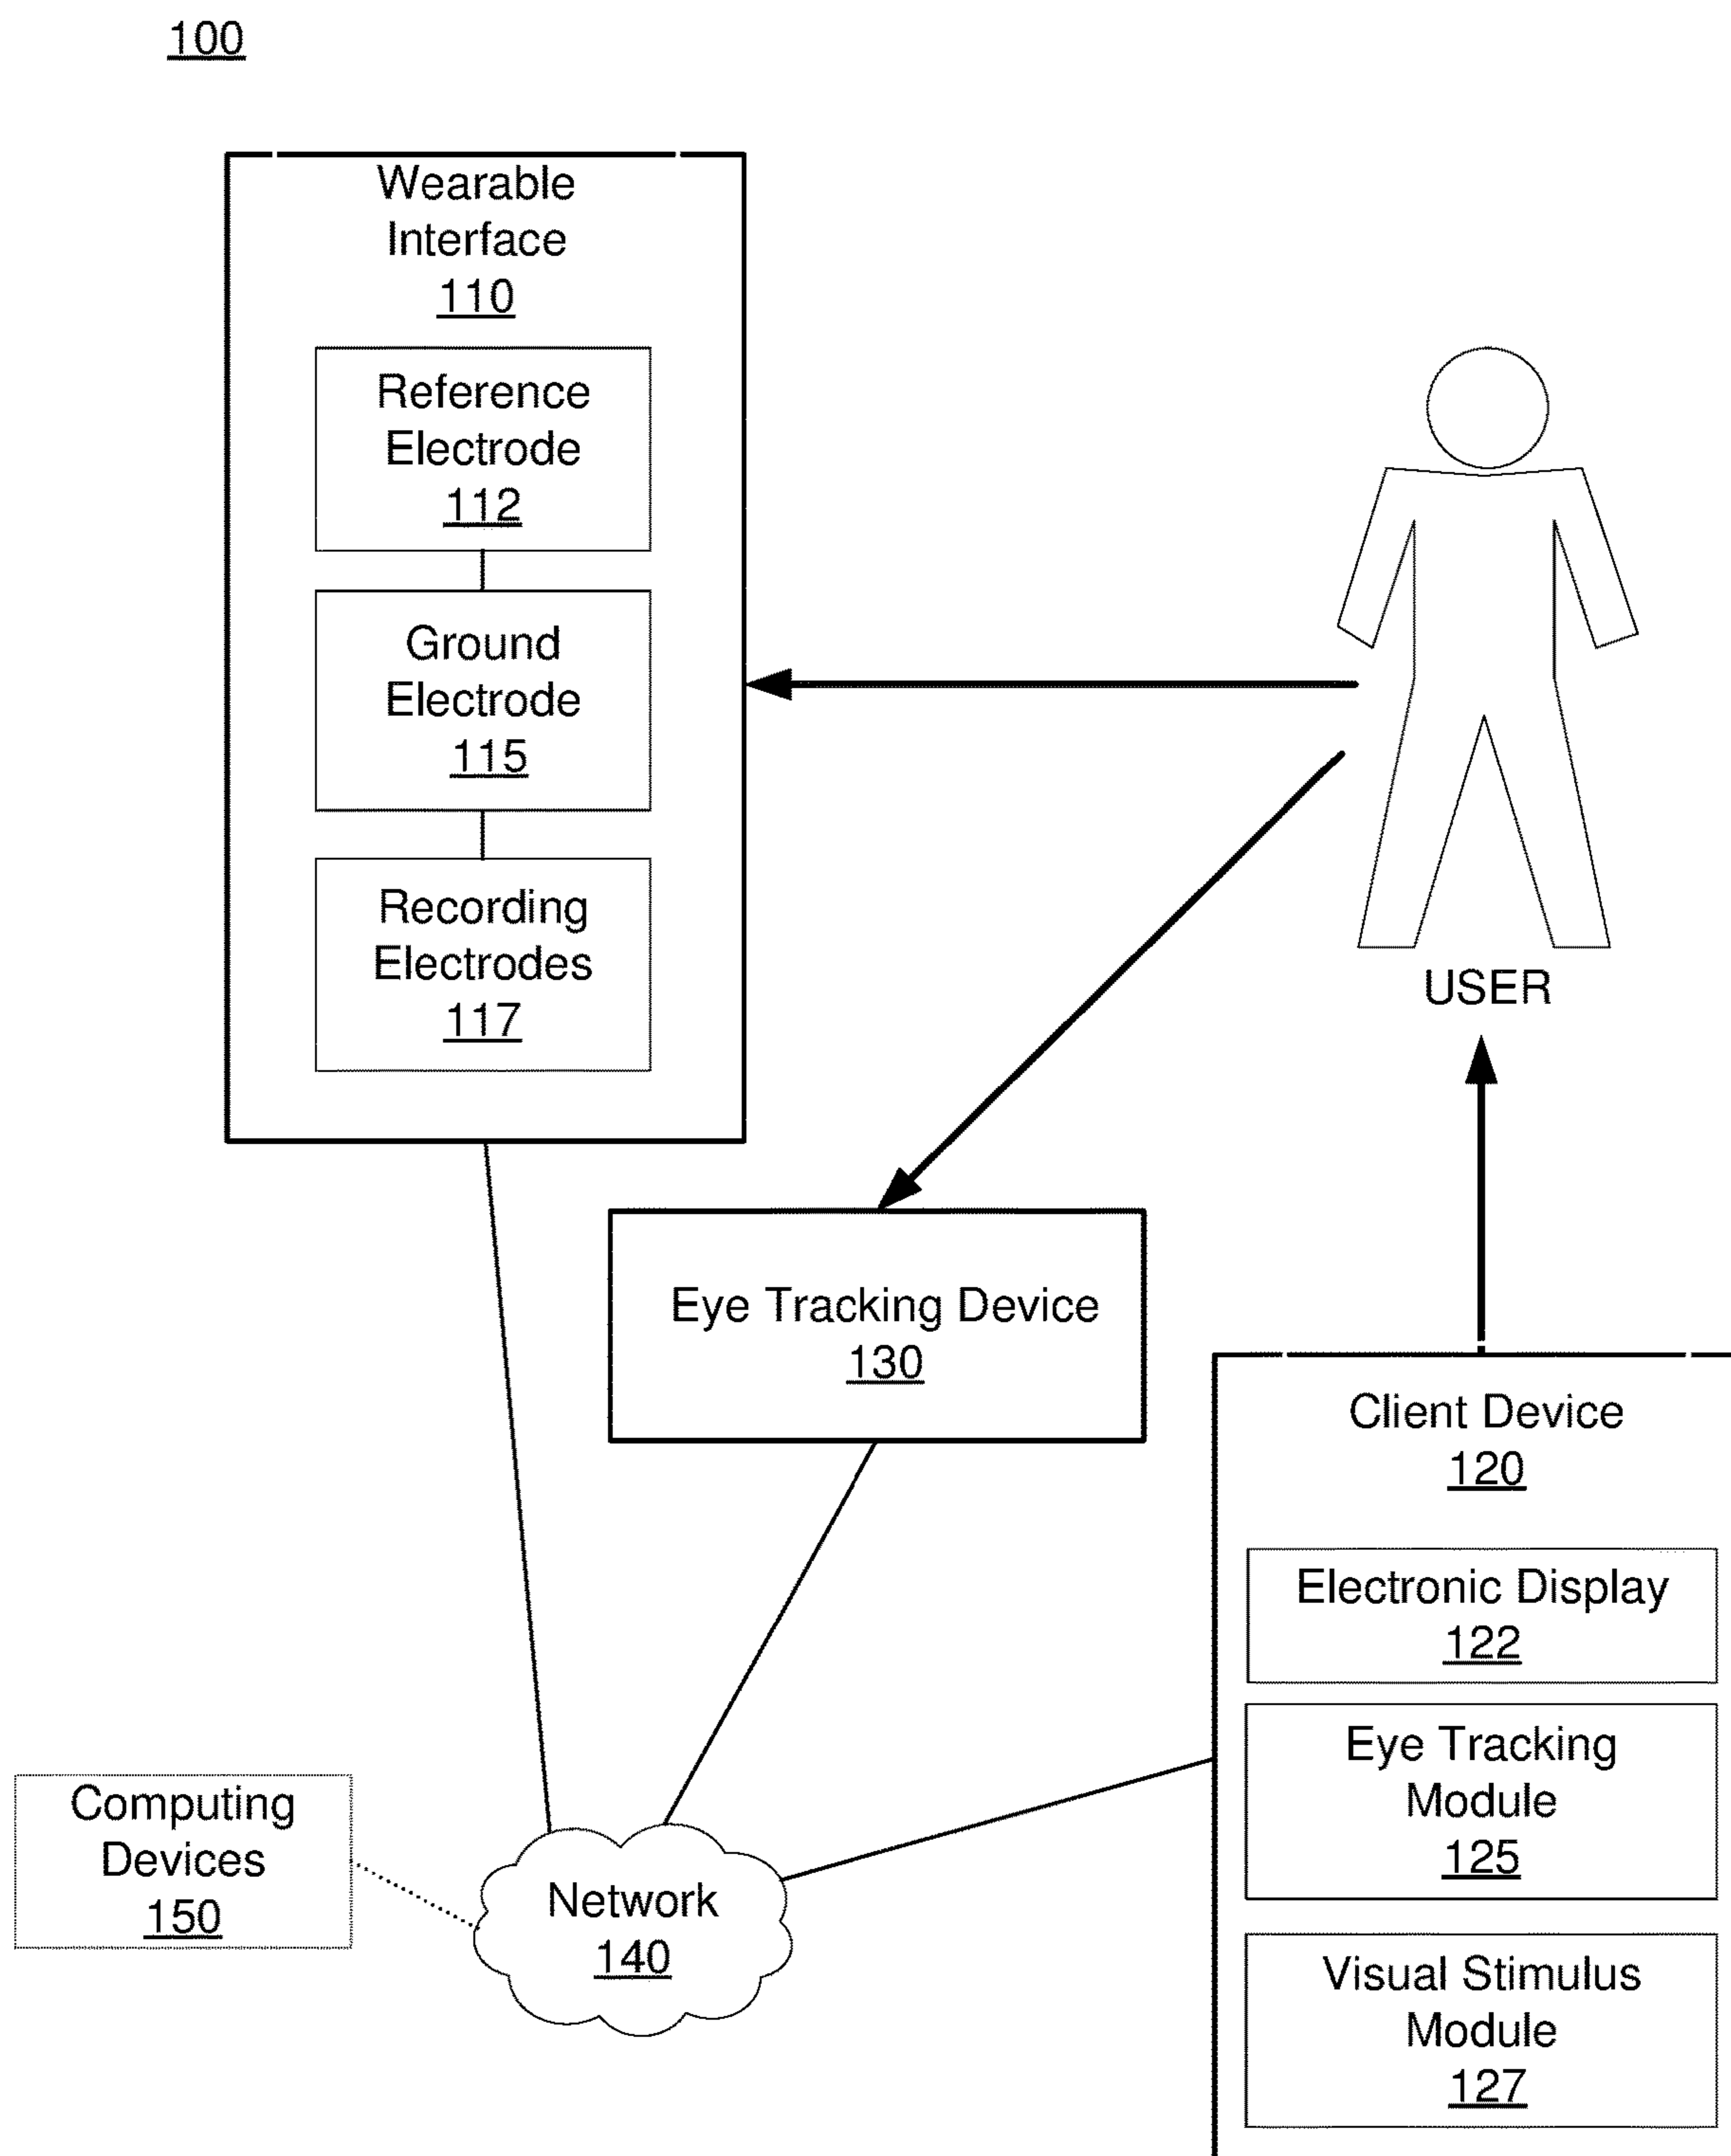 100
Wearable
Interface
110
Reference
Electrode
112
Ground
Electrode
115
Recording
Electrodes
117
USER
Eye Tracking Device
130
Client Device
120
Electronic Display
122
Eye Tracking
Module
125
Visual Stimulus
Module
127
Computing
Devices
150
Network
140